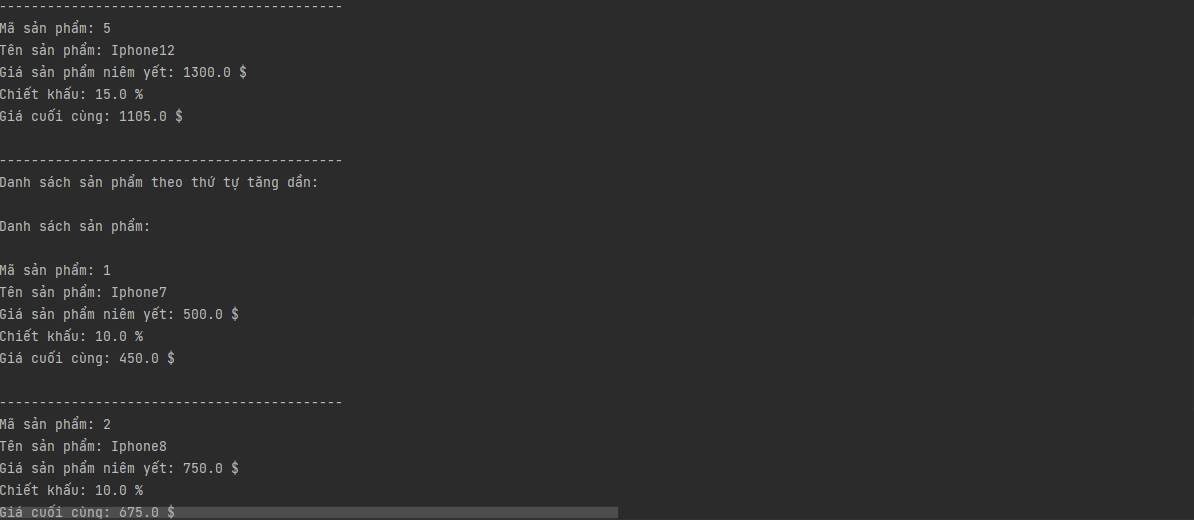 -------------------------------------------
Mã sản phẩm: 5
Tên sản phẩm: Iphone12
Giá sản phẩm niêm yết: 1300.0 $
Chiết khấu: 15.0 %
Giá cuối cùng: 1105.0 $
-------------------------------------------
Danh sách sản phẩm theo thứ tự tăng dần:
Danh sách sản phẩm:
Mã sản phẩm: 1
Tên sản phẩm: Iphone7
Giá sản phẩm niêm yết: 500.0 $
Chiết khấu: 10.0 %
Giá cuối cùng: 450.0 $
-------------------------------------------
Mã sản phẩm: 2
Tên sản phẩm: Iphone8
Giá sản phẩm niêm yết: 750.0 $
Chiết khấu: 10.0 %
Giá cuối cùng: 675.0 $